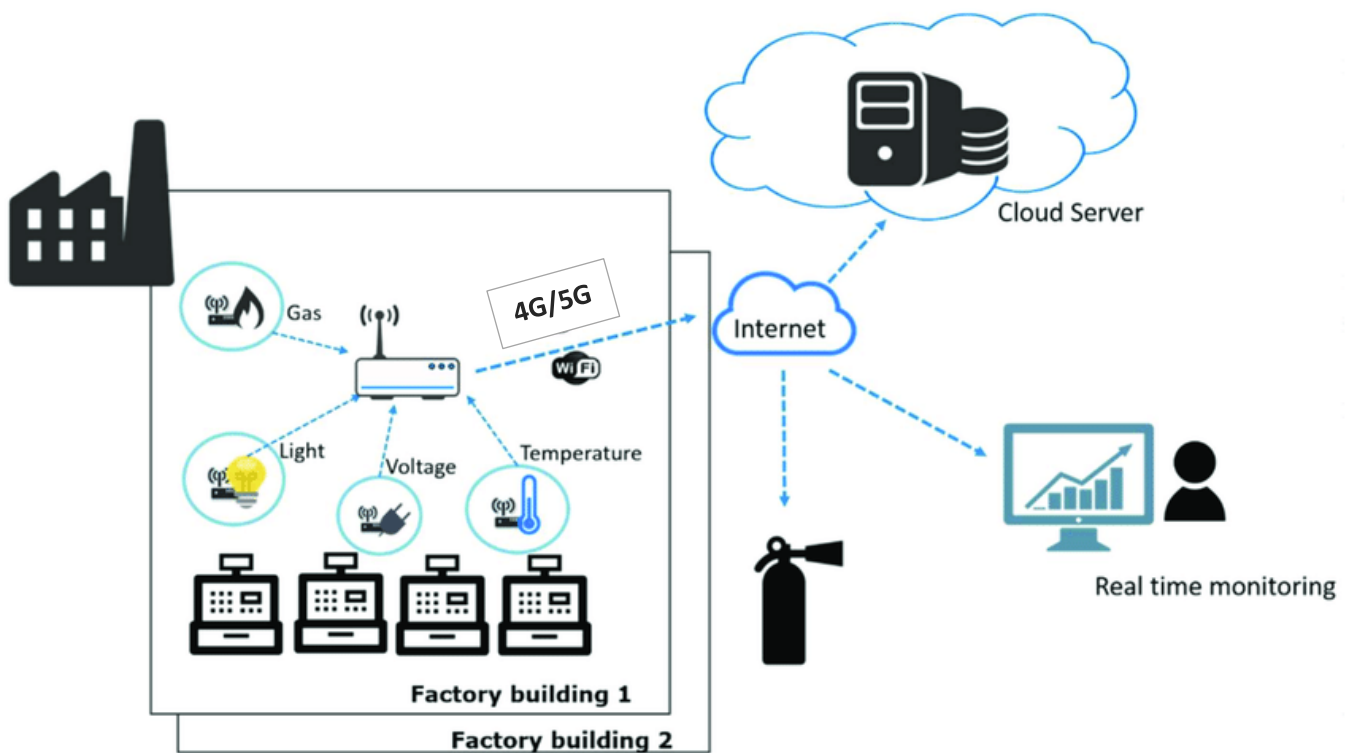 Cloud Server
4G/5G
Gas
Internet
WiFi
Light
Voltage
Temperature
Real time monitoring
Factory building 1
Factory building 2